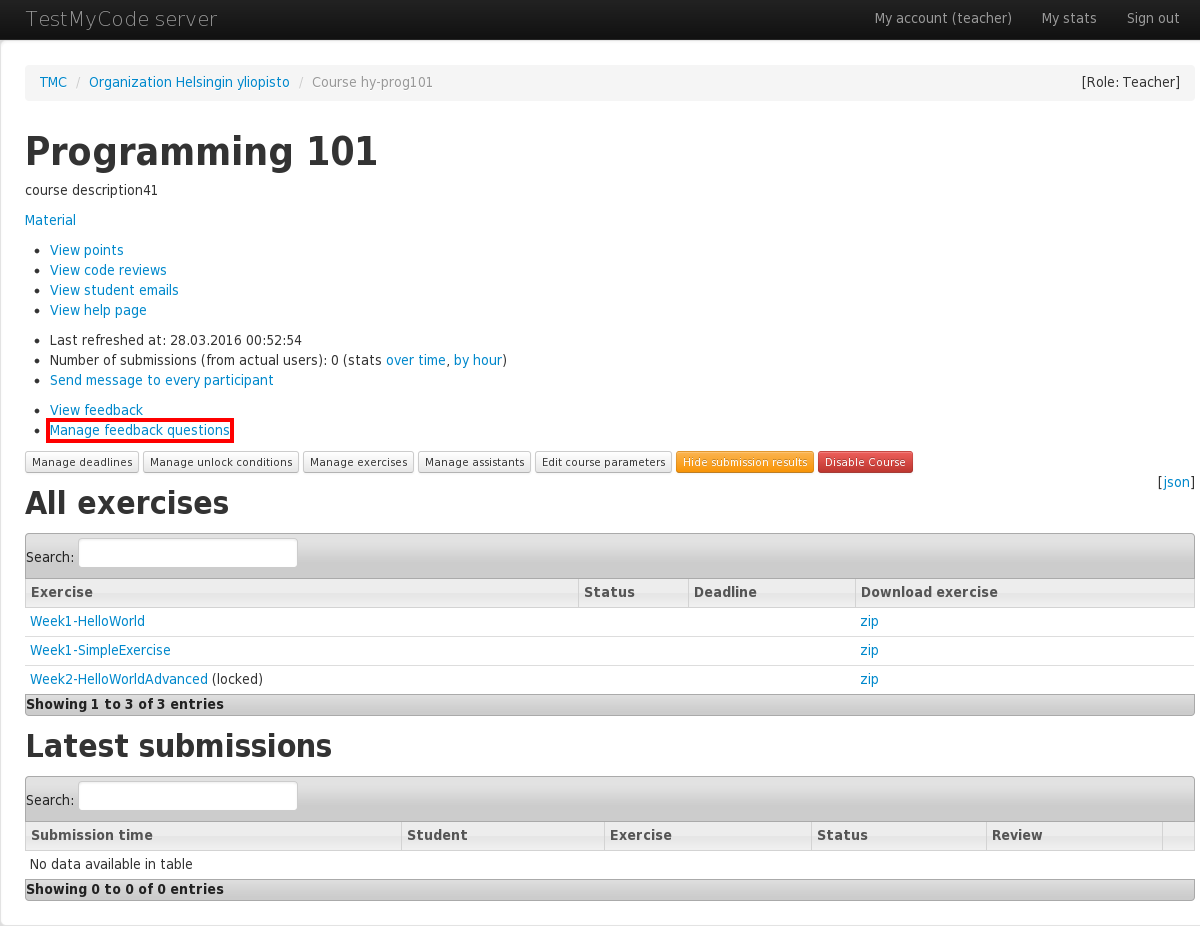 TestMyCode server My account (teacher) My stats Sign out
TMC / Organization Helsingin yliopisto / Course hy-prog101 [Role: Teacher]
Programming 101
course description41
Material
View points
View code reviews
View student emails
View help page
Last refreshed at: 28.03.2016 00:52:54
Number of submissions (from actual users): 0 (stats over time, by hour)
Send message to every participant
View feedback
Manage feedback questions
Manage deadlines Manage unlock conditions Manage exercises Manage assistants Edit course parameters Hide submission results Disable Course
[json]
All exercises
Search:
Exercise Status Deadline Download exercise
Week1-HelloWorld zip
Week1-SimpleExercise zip
Week2-HelloWorldAdvanced (locked) zip
Showing 1 to 3 of 3 entries
Latest submissions
Search:
Submission time Student Exercise Status Review
No data available in table
Showing 0 to 0 of 0 entries